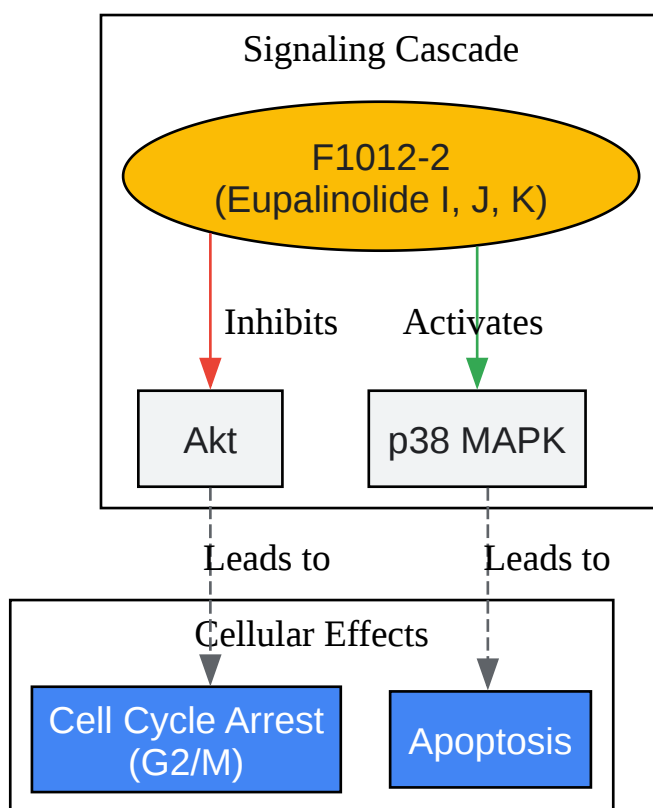 Signaling Cascade
F1012-2
(Eupalinolide I, J, K)
Inhibits
Activates
Akt
p38 MAPK
Leads to
Leads to
Cellular Effects
Cell Cycle Arrest
(G2/M)
Apoptosis